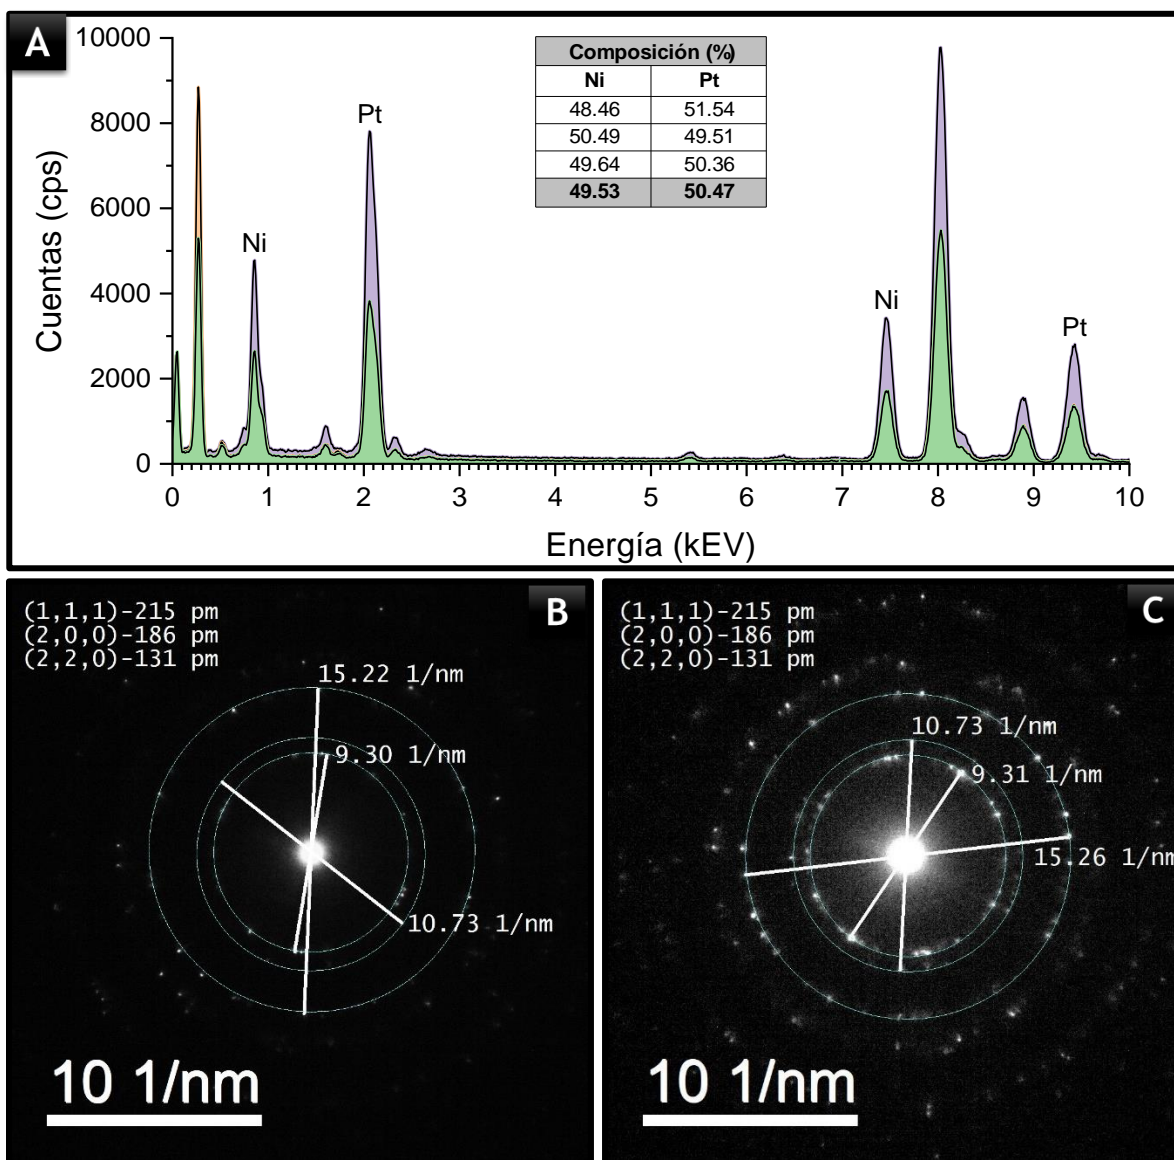 A
Composición (%)
Ni Pt
48.46 51.54
50.49 49.51
49.64 50.36
49.53 50.47
10000
8000
6000
4000
2000
0
Cuentas (cps)
Ni
Pt
Ni
Pt
0 1 2 3 4 5 6 7 8 9 10
Energía (kEV)
B
(1,1,1)-215 pm
(2,0,0)-186 pm
(2,2,0)-131 pm
15.22 1/nm
9.30 1/nm
10.73 1/nm
10 1/nm
C
(1,1,1)-215 pm
(2,0,0)-186 pm
(2,2,0)-131 pm
10.73 1/nm
9.31 1/nm
15.26 1/nm
10 1/nm